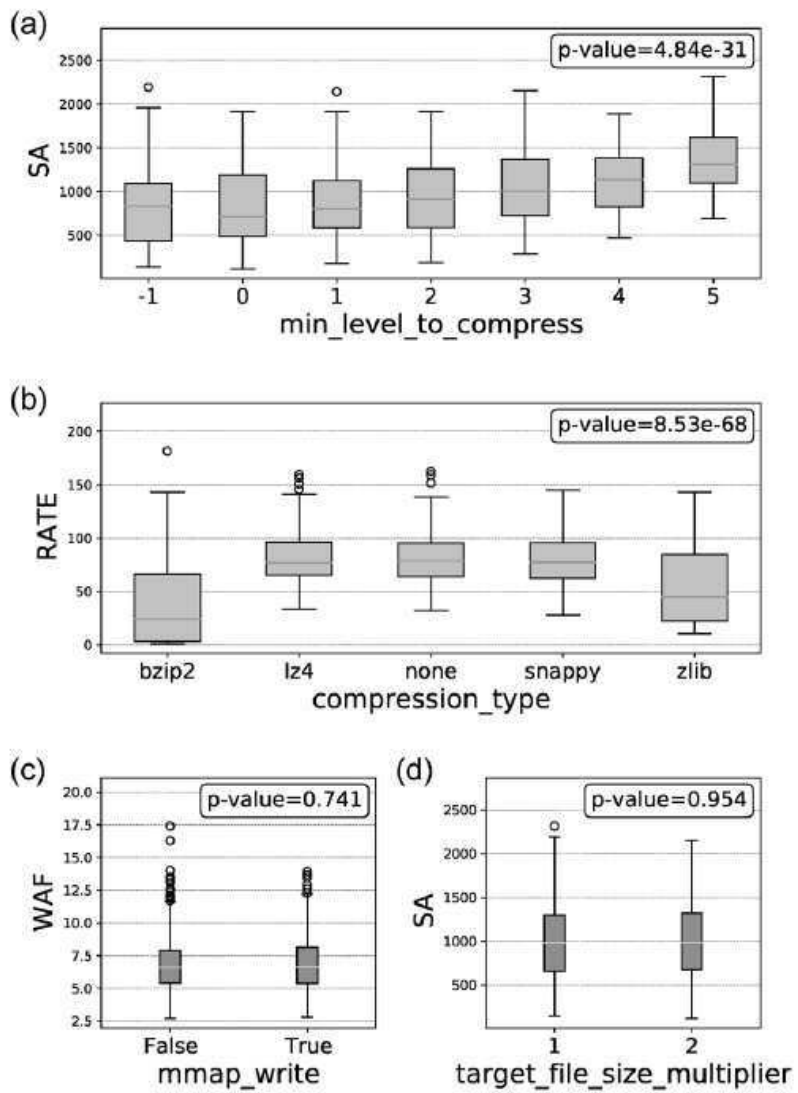 (a)
p-value=4.84e-31
2500
2000
1500
1000
500
SA
-1 0 1 2 3 4 5
min_level_to_compress
(b)
p-value=8.53e-68
200
150
100
50
0
RATE
bzip2 lz4 none snappy zlib
compression_type
(c)
p-value=0.741
20.0
17.5
15.0
12.5
10.0
7.5
5.0
2.5
WAF
False True
mmap_write
(d)
p-value=0.954
2500
2000
1500
1000
500
SA
1 2
target_file_size_multiplier